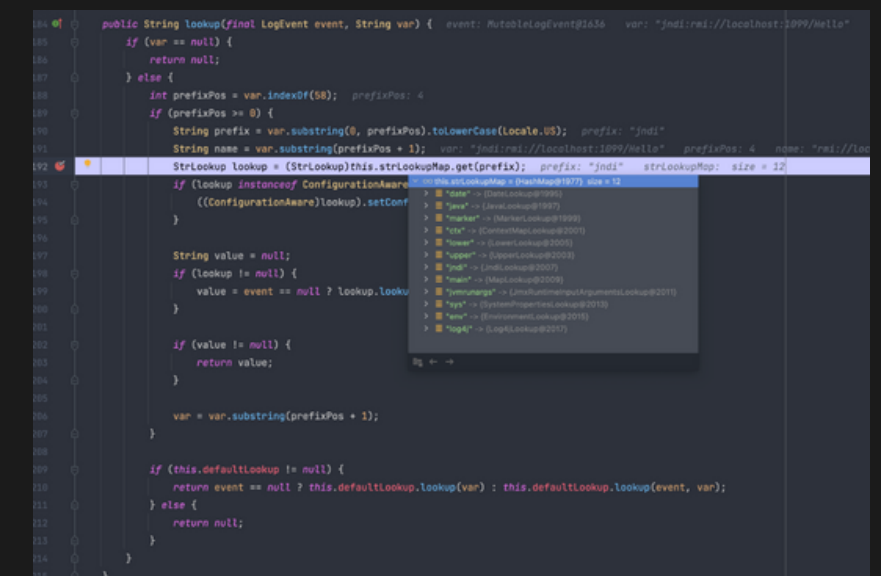 184 public String lookup(final LogEvent event, String var) { event: MutableLogEvent@1636 var: "jndi:rmi://localhost:1099/Hello"
185 if (var == null) {
186 return null;
187 } else {
188 int prefixPos = var.indexOf(58); prefixPos: 4
189 if (prefixPos >= 0) {
190 String prefix = var.substring(0, prefixPos).toLowerCase(Locale.US); prefix: "jndi"
191 String name = var.substring(prefixPos + 1); var: "jndi:rmi://localhost:1099/Hello" prefixPos: 4 name: "rmi://loc
192 StrLookup lookup = (StrLookup)this.strLookupMap.get(prefix); prefix: "jndi" strLookupMap: size = 12
193 if (lookup instanceof ConfigurationAware
194 ((ConfigurationAware)lookup).setConf
195 }
196
197 String value = null;
198 if (lookup != null) {
199 value = event == null ? lookup.looku
200 }
201
202 if (value != null) {
203 return value;
204 }
205
206 var = var.substring(prefixPos + 1);
207 }
208
209 if (this.defaultLookup != null) {
210 return event == null ? this.defaultLookup.lookup(var) : this.defaultLookup.lookup(event, var);
211 } else {
212 return null;
213 }
214 }
}
this.strLookupMap = {HashMap@1977} size = 12
"date" -> {DateLookup@1995}
"java" -> {JavaLookup@1997}
"marker" -> {MarkerLookup@1999}
"ctx" -> {ContextMapLookup@2001}
"lower" -> {LowerLookup@2005}
"upper" -> {UpperLookup@2003}
"jndi" -> {JndiLookup@2007}
"main" -> {MapLookup@2009}
"jvmrunargs" -> {JmxRuntimeInputArgumentsLookup@2011}
"sys" -> {SystemPropertiesLookup@2013}
"env" -> {EnvironmentLookup@2015}
"log4j" -> {Log4jLookup@2017}